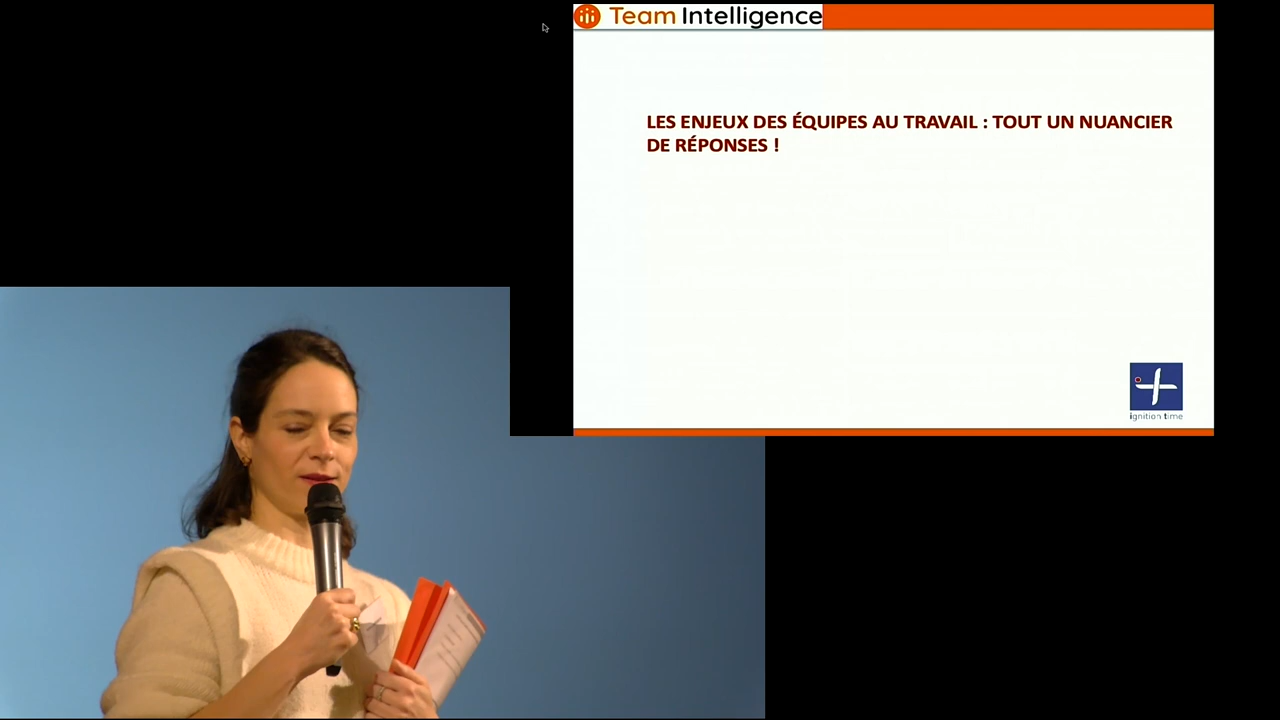 Team Intelligence
LES ENJEUX DES ÉQUIPES AU TRAVAIL : TOUT UN NUANCIER
DE RÉPONSES !
ignition time